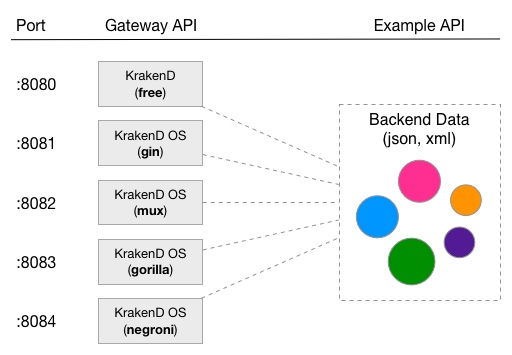 Port Gateway API Example API
:8080
KrakenD
(free)
:8081
KrakenD OS
(gin)
:8082
KrakenD OS
(mux)
:8083
KrakenD OS
(gorilla)
:8084
KrakenD OS
(negroni)
Backend Data
(json, xml)